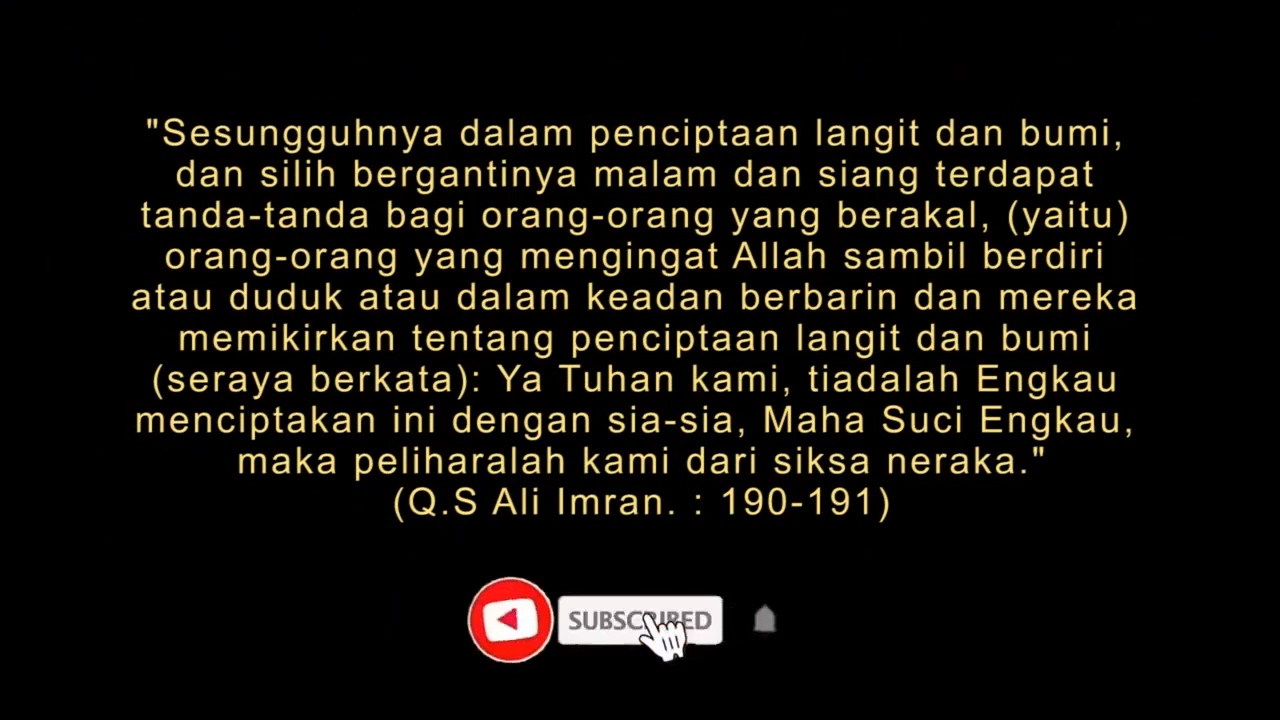 "Sesungguhnya dalam penciptaan langit dan bumi,
dan silih bergantinya malam dan siang terdapat
tanda-tanda bagi orang-orang yang berakal, (yaitu)
orang-orang yang mengingat Allah sambil berdiri
atau duduk atau dalam keadan berbarin dan mereka
memikirkan tentang penciptaan langit dan bumi
(seraya berkata): Ya Tuhan kami, tiadalah Engkau
menciptakan ini dengan sia-sia, Maha Suci Engkau,
maka peliharalah kami dari siksa neraka."
(Q.S Ali Imran. : 190-191)
SUBSCRIBED